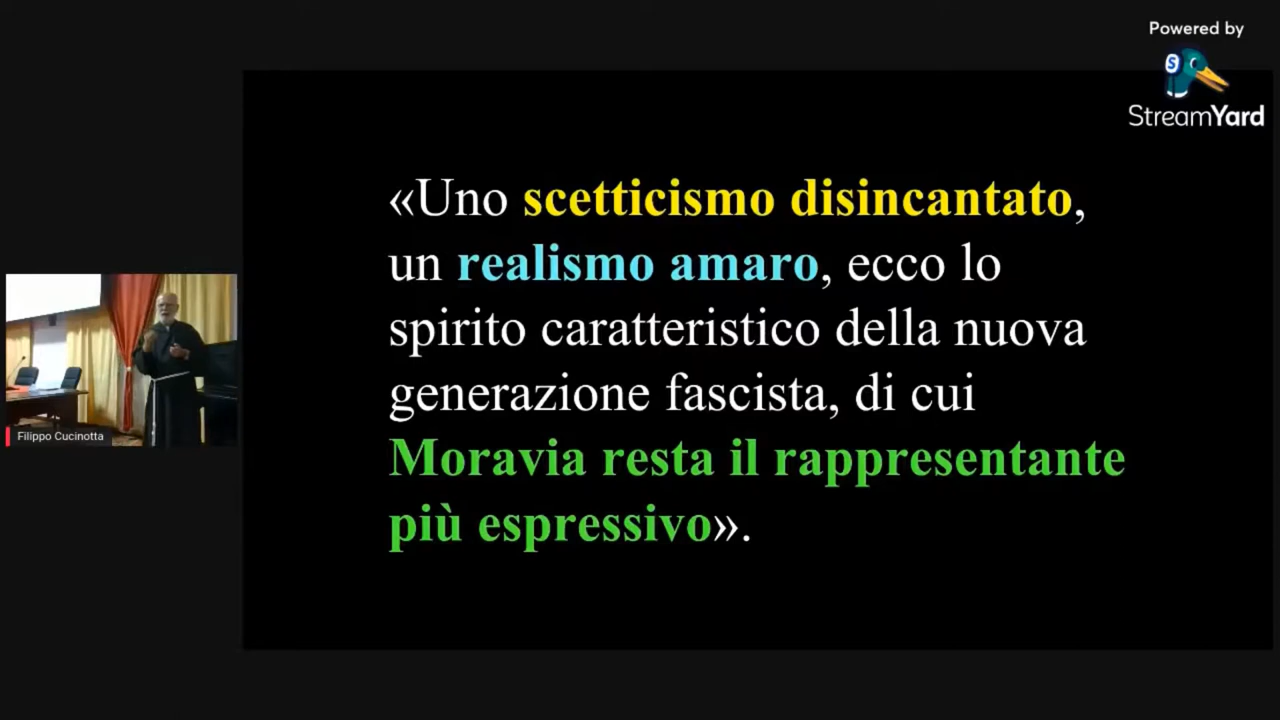 Powered by
StreamYard
«Uno scetticismo disincantato,
un realismo amaro, ecco lo
spirito caratteristico della nuova
generazione fascista, di cui
Moravia resta il rappresentante
più espressivo».
Filippo Cucinotta